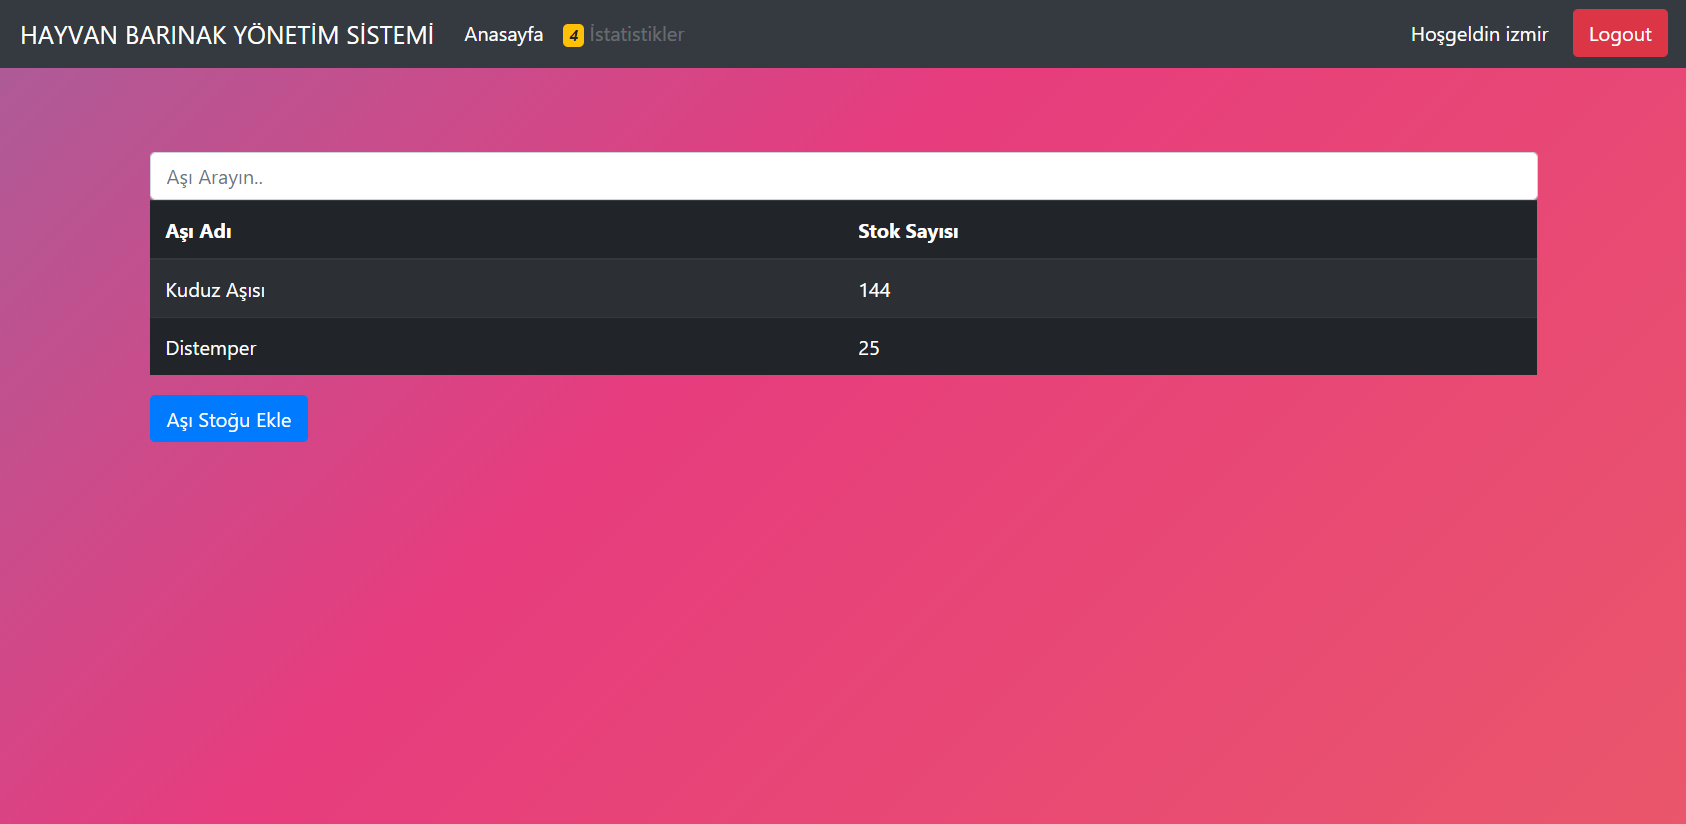 HAYVAN BARINAK YÖNETİM SİSTEMİ Anasayfa 4 İstatistikler Hoşgeldin izmir Logout
Aşı Arayın..
Aşı Adı Stok Sayısı
Kuduz Aşısı 144
Distemper 25
Aşı Stoğu Ekle